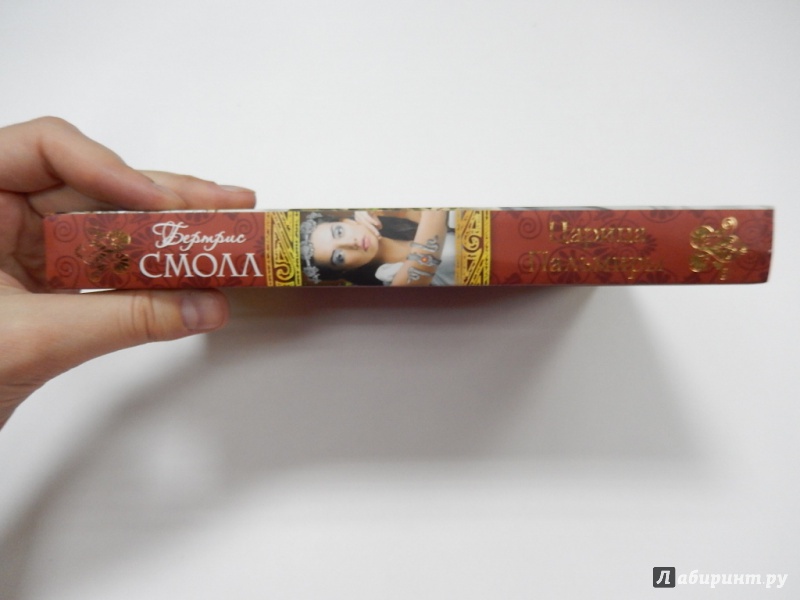 Бертрис
СМОЛЛ
Царица
Пальмиры
Лабиринт.ру